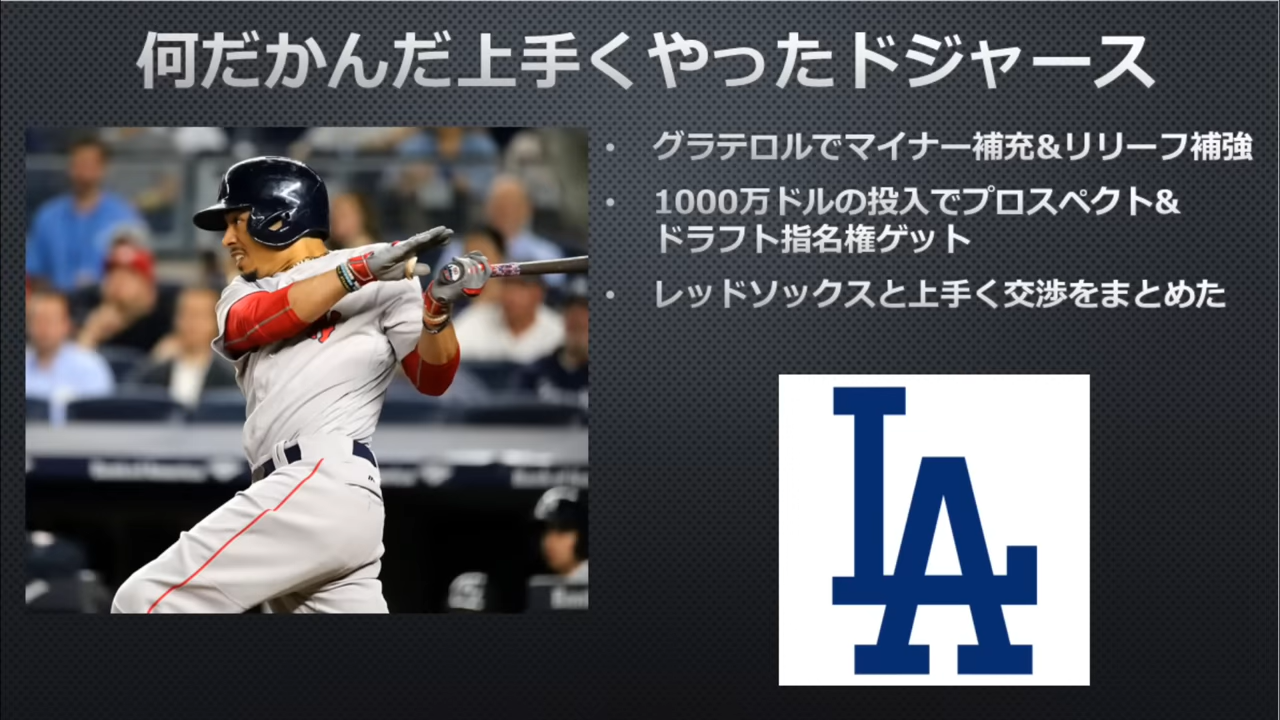 何だかんだ上手くやったドジャース
• グラテロルでマイナー補充&リリーフ補強
• 1000万ドルの投入でプロスペクト&
ドラフト指名権ゲット
• レッドソックスと上手く交渉をまとめた
LA